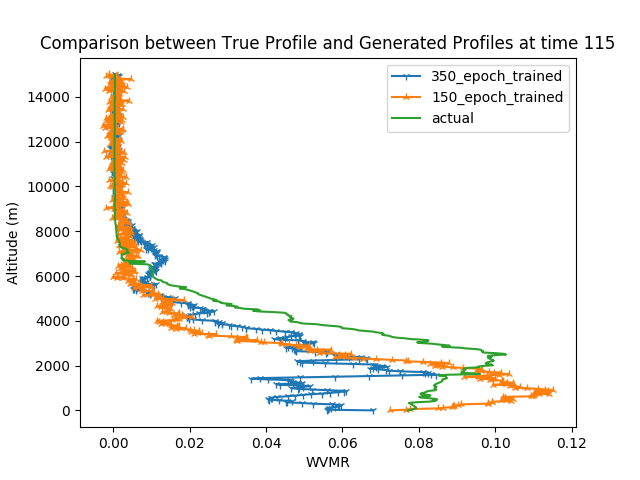 Comparison between True Profile and Generated Profiles at time 115
350_epoch_trained
150_epoch_trained
actual
14000
12000
10000
8000
6000
4000
2000
0
Altitude (m)
0.00 0.02 0.04 0.06 0.08 0.10 0.12
WVMR